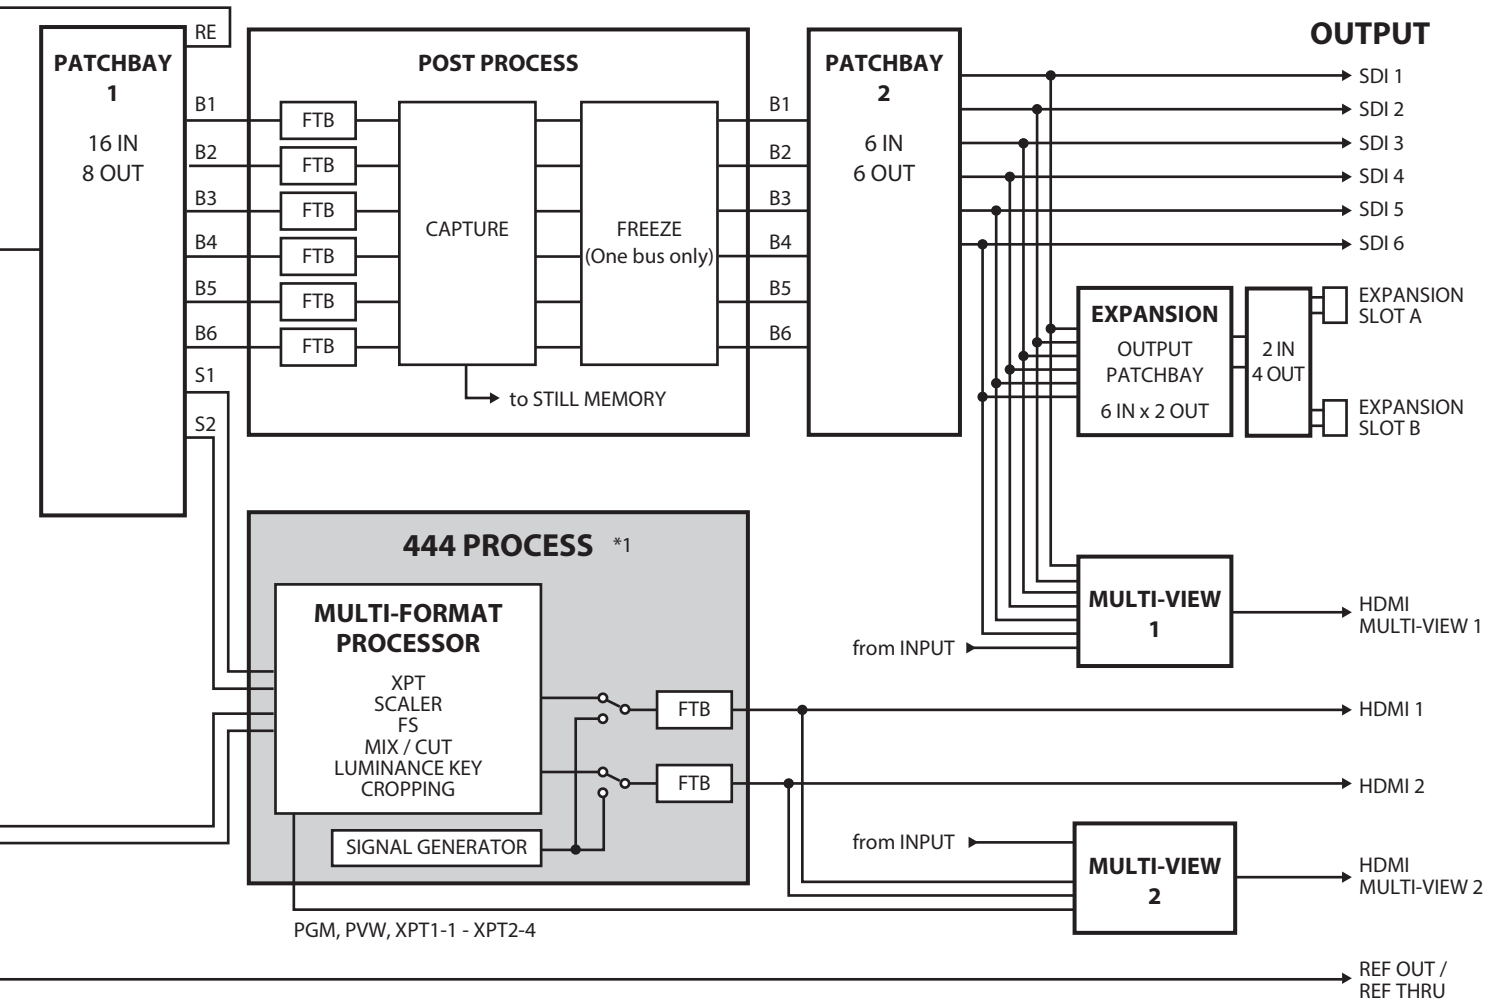 OUTPUT
RE
PATCHBAY
1
16 IN
8 OUT
B1
B2
B3
B4
B5
B6
S1
S2
POST PROCESS
FTB
FTB
FTB
FTB
FTB
FTB
CAPTURE
FREEZE
(One bus only)
to STILL MEMORY
B1
B2
B3
B4
B5
B6
PATCHBAY
2
6 IN
6 OUT
SDI 1
SDI 2
SDI 3
SDI 4
SDI 5
SDI 6
EXPANSION
OUTPUT
PATCHBAY
6 IN x 2 OUT
2 IN
4 OUT
EXPANSION
SLOT A
EXPANSION
SLOT B
444 PROCESS *1
MULTI-FORMAT
PROCESSOR
XPT
SCALER
FS
MIX / CUT
LUMINANCE KEY
CROPPING
SIGNAL GENERATOR
FTB
FTB
PGM, PVW, XPT1-1 - XPT2-4
from INPUT
MULTI-VIEW
1
HDMI
MULTI-VIEW 1
HDMI 1
HDMI 2
from INPUT
MULTI-VIEW
2
HDMI
MULTI-VIEW 2
REF OUT /
REF THRU